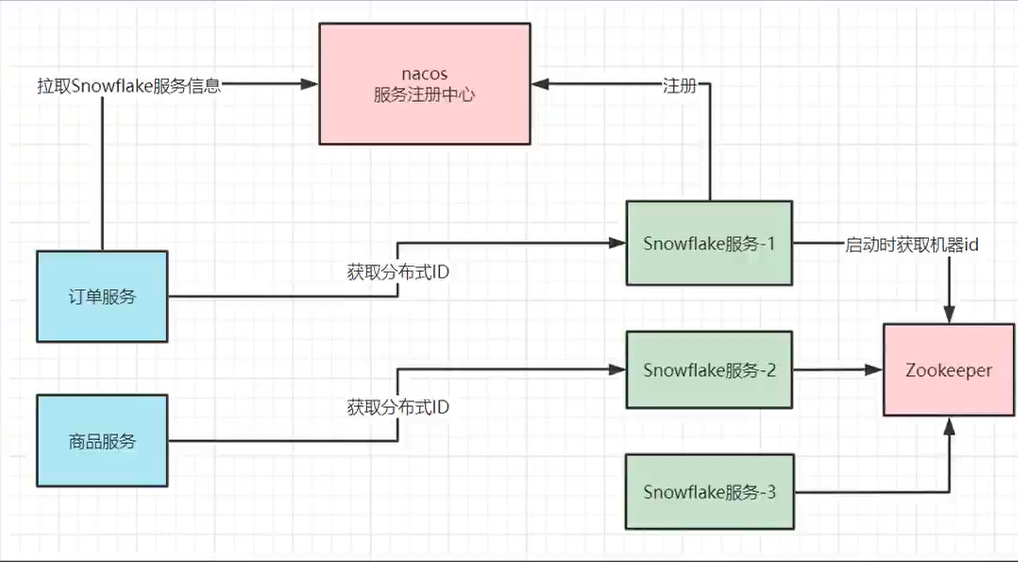 nacos
服务注册中心
拉取Snowflake服务信息
注册
Snowflake服务-1
启动时获取机器id
获取分布式ID
订单服务
Snowflake服务-2
Zookeeper
获取分布式ID
商品服务
Snowflake服务-3